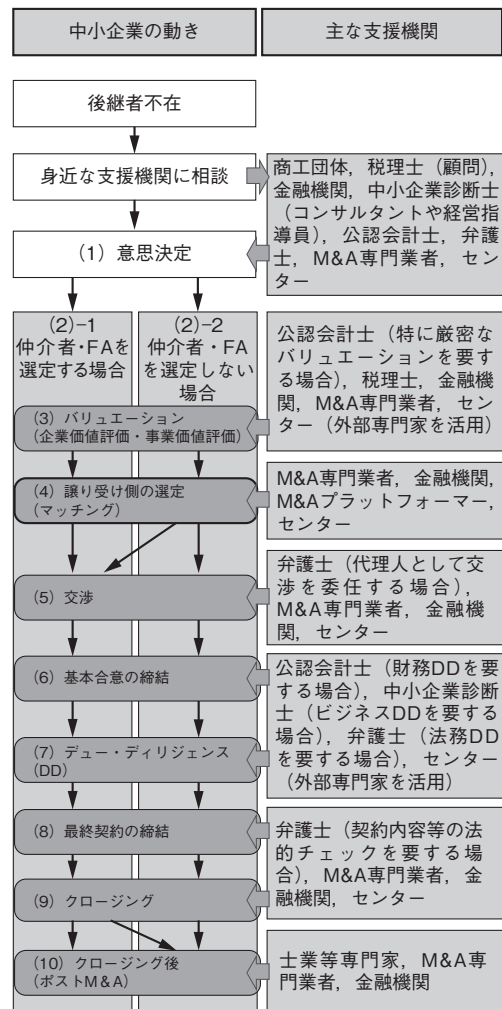 中小企業の動き
主な支援機関
後継者不在
身近な支援機関に相談
商工団体，税理士（顧問），
金融機関，中小企業診断士
（コンサルタントや経営指
導員），公認会計士，弁護
士，M&A専門業者，セン
ター
（1）意思決定
（2）-1
仲介者・FAを
選定する場合
（2）-2
仲介者・FA
を選定しない
場合
公認会計士（特に厳密な
バリュエーションを要す
る場合），税理士，金融機
関，M&A専門業者，セン
ター（外部専門家を活用）
（3）バリュエーション
（企業価値評価・事業価値評価）
（4）譲り受け側の選定
（マッチング）
M&A専門業者，金融機関，
M&Aプラットフォーマー，
センター
（5）交渉
弁護士（代理人として交
渉を委任する場合），
M&A専門業者，金融機
関，センター
（6）基本合意の締結
公認会計士（財務DDを要
する場合），中小企業診断
士（ビジネスDDを要する
場合），弁護士（法務DD
を要する場合），センター
（外部専門家を活用）
（7）デュー・ディリジェンス
（DD）
（8）最終契約の締結
弁護士（契約内容等の法
的チェックを要する場
合），M&A専門業者，金
融機関，センター
（9）クロージング
（10）クロージング後
（ポストM&A）
士業等専門家，M&A専
門業者，金融機関